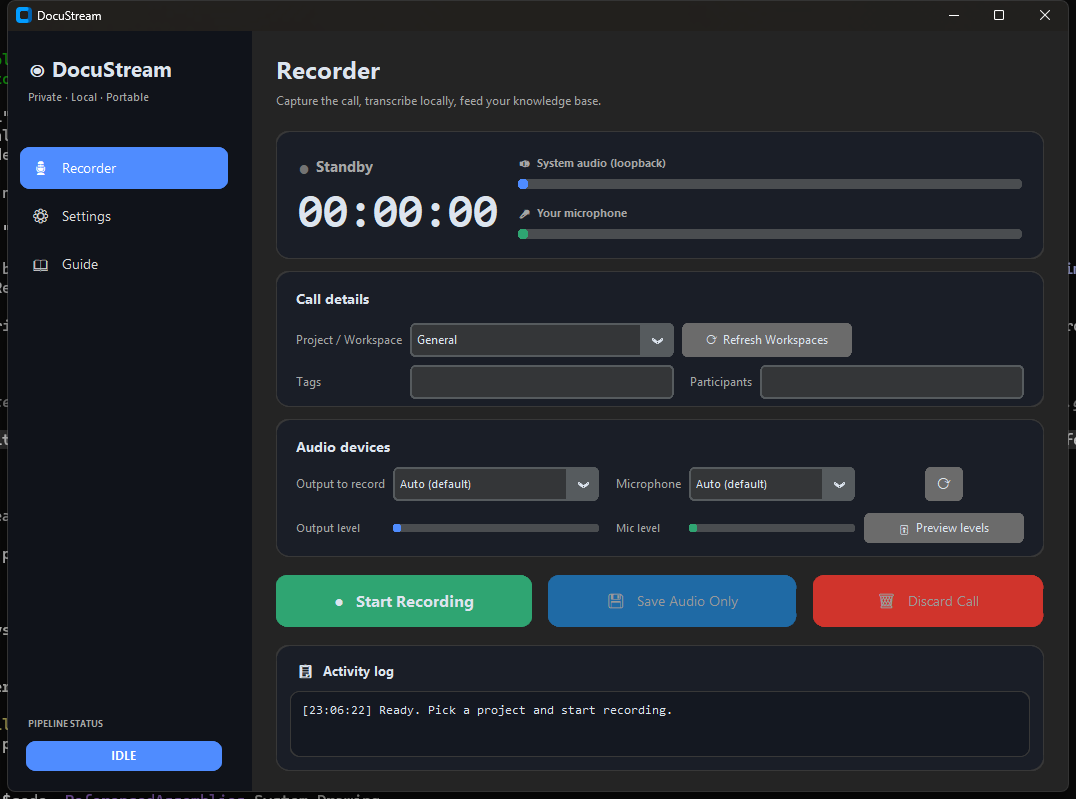 DocuStream
DocuStream
Private · Local · Portable
Recorder
Settings
Guide
PIPELINE STATUS
IDLE
Recorder
Capture the call, transcribe locally, feed your knowledge base.
Standby
00:00:00
System audio (loopback)
Your microphone
Call details
Project / Workspace General Refresh Workspaces
Tags Participants
Audio devices
Output to record Auto (default) Microphone Auto (default)
Output level Mic level Preview levels
Start Recording Save Audio Only Discard Call
Activity log
[23:06:22] Ready. Pick a project and start recording.